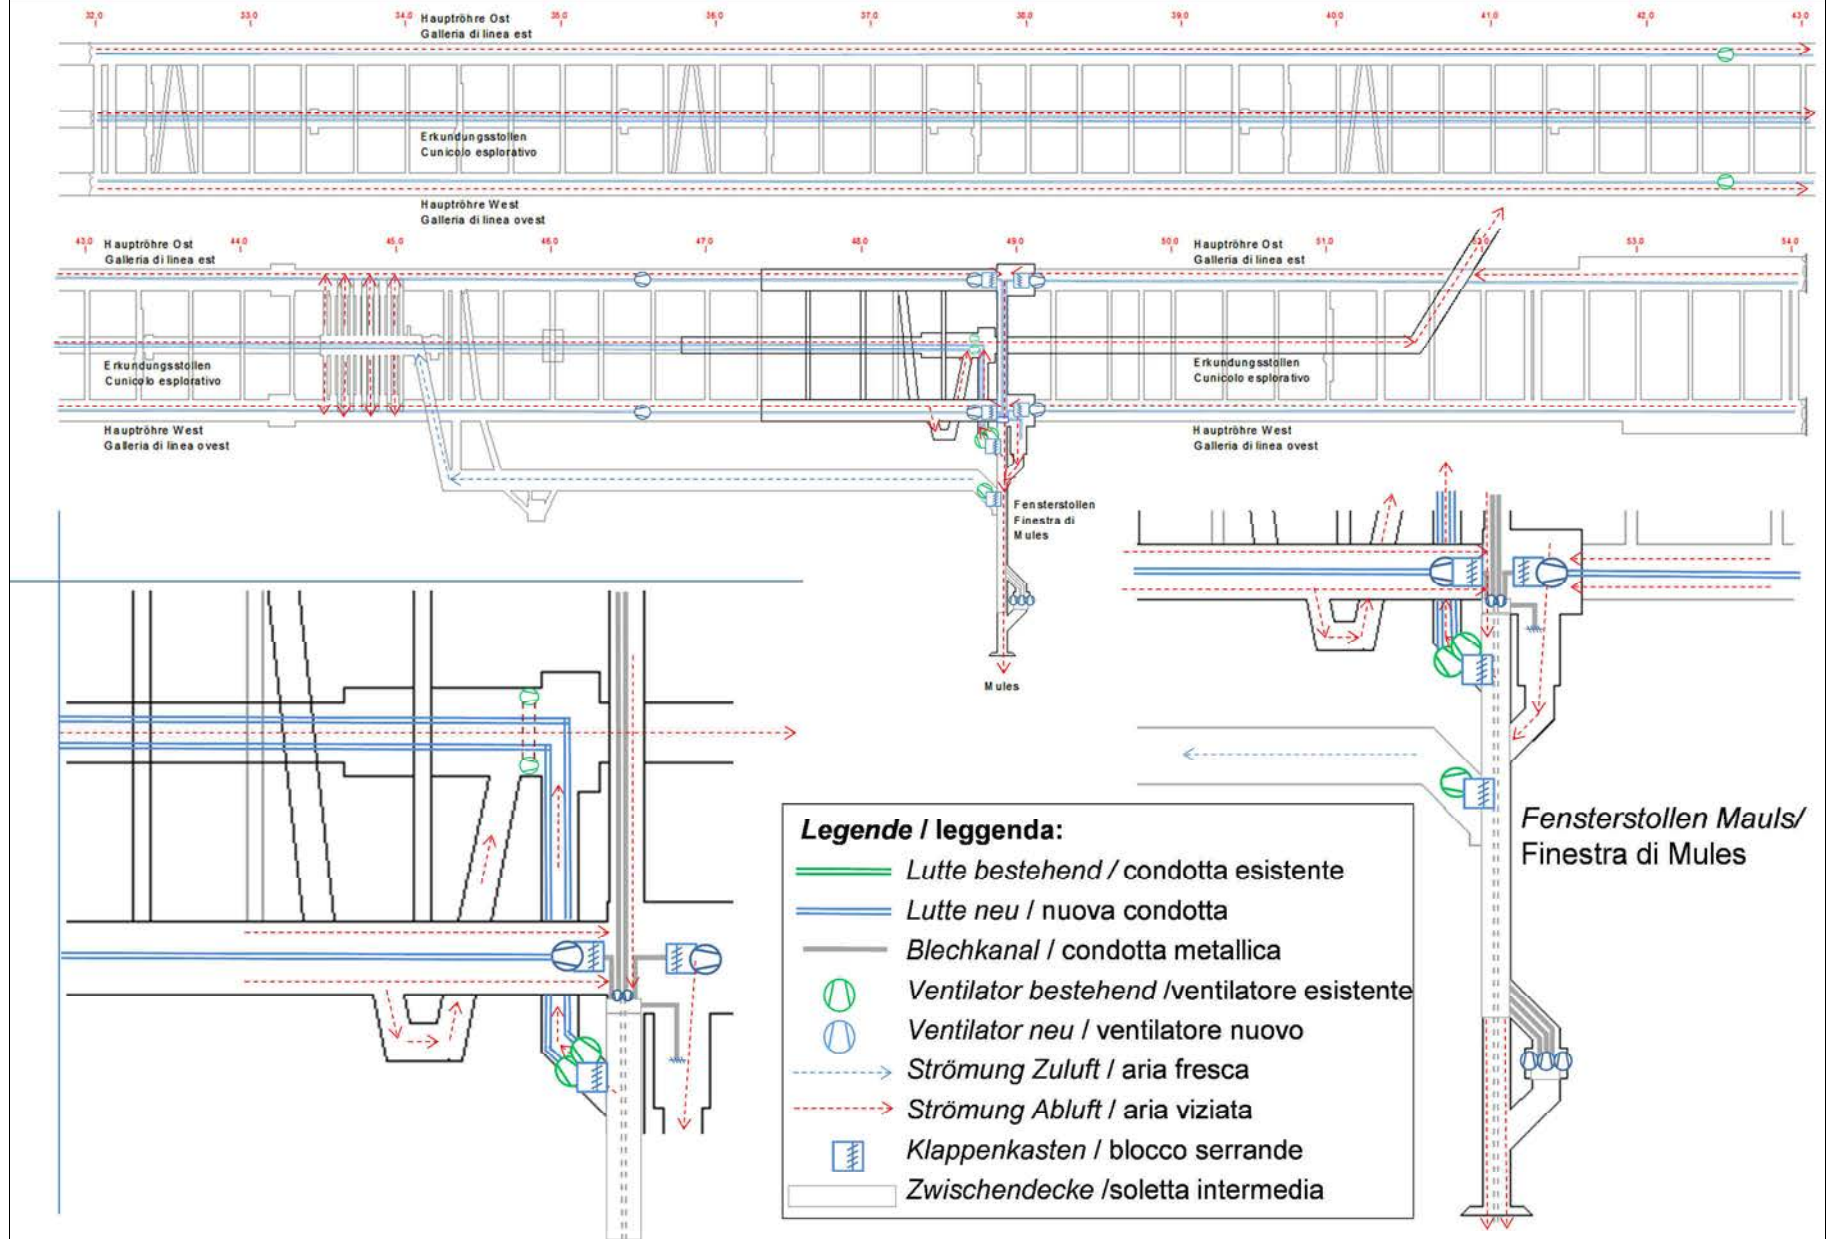 32.0 33.0 34.0 35.0 36.0 37.0 38.0 39.0 40.0 41.0 42.0 43.0
Hauptröhre Ost
Galleria di linea est
Erkundungsstollen
Cunicolo esplorativo
Hauptröhre West
Galleria di linea ovest
43.0 44.0 45.0 46.0 47.0 48.0 49.0 50.0 51.0 52.0 53.0 54.0
Hauptröhre Ost
Galleria di linea est
Hauptröhre Ost
Galleria di linea est
Erkundungsstollen
Cunicolo esplorativo
Erkundungsstollen
Cunicolo esplorativo
Hauptröhre West
Galleria di linea ovest
Hauptröhre West
Galleria di linea ovest
Fensterstollen
Finestra di
Mules
Mules
Fensterstollen Mauls/
Finestra di Mules
Legende / leggenda:
Lutte bestehend / condotta esistente
Lutte neu / nuova condotta
Blechkanal / condotta metallica
Ventilator bestehend /ventilatore esistente
Ventilator neu / ventilatore nuovo
Strömung Zuluft / aria fresca
Strömung Abluft / aria viziata
Klappenkasten / blocco serrande
Zwischendecke /soletta intermedia